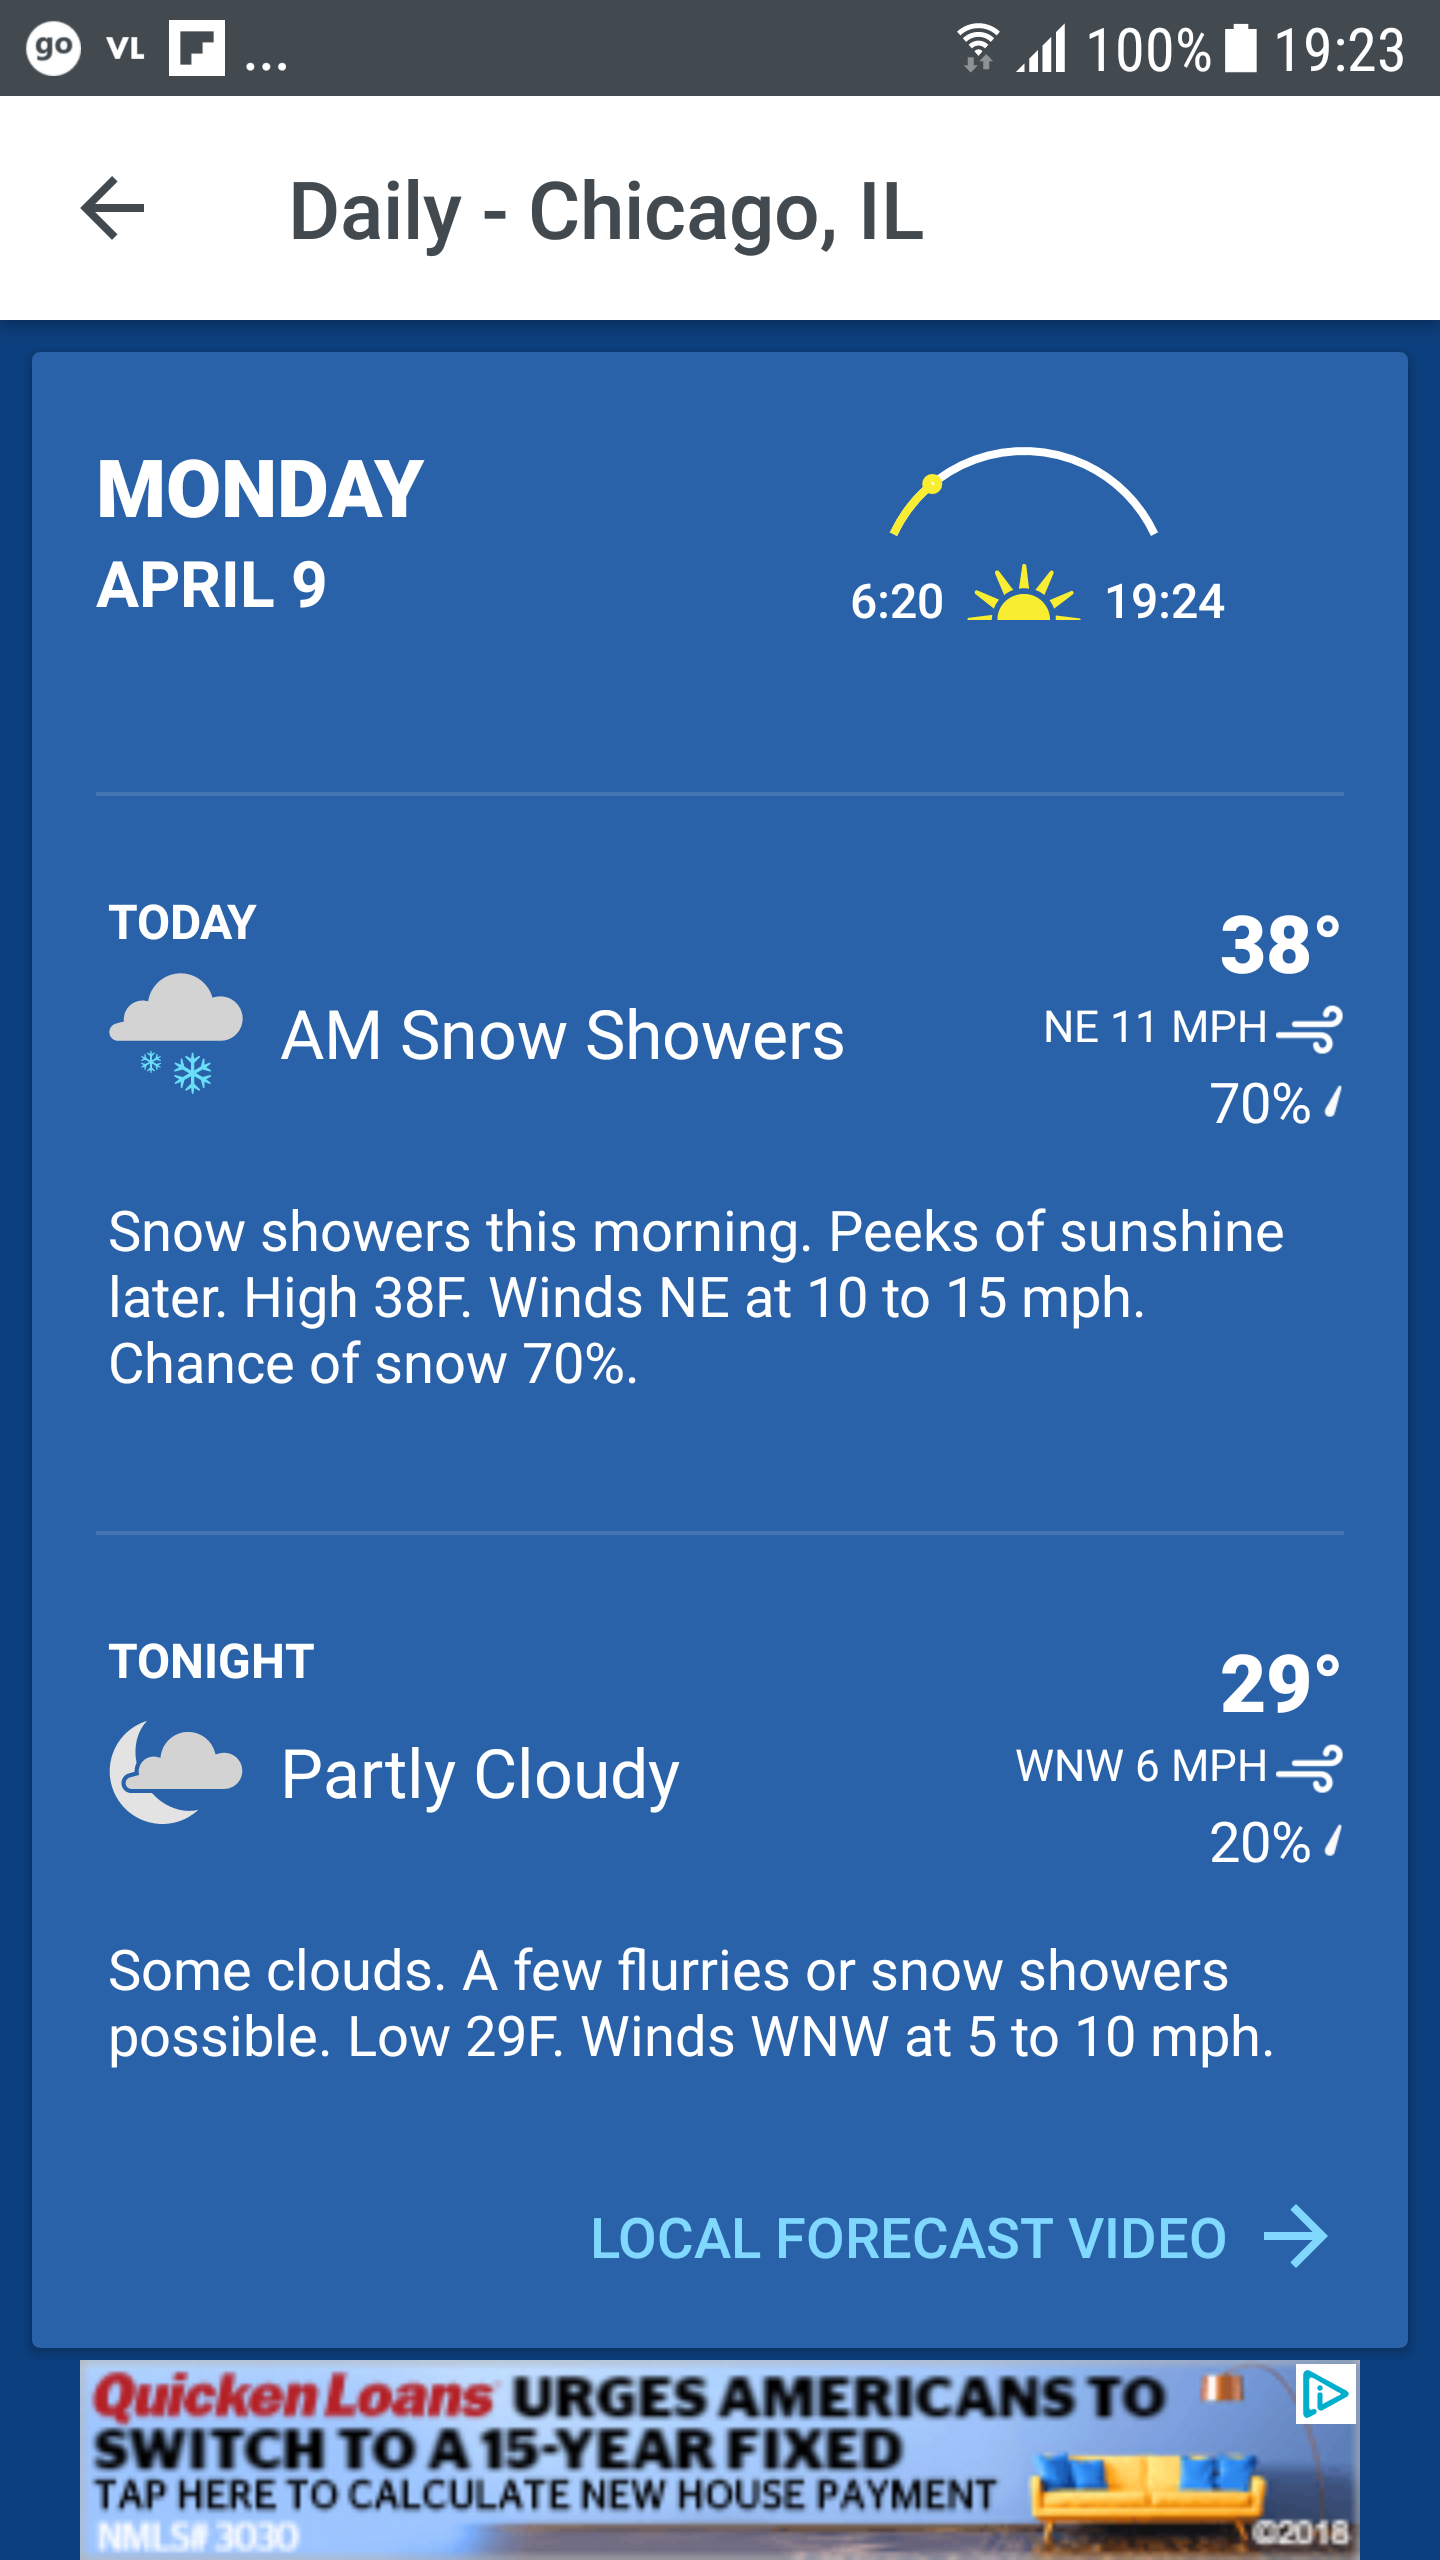 go VL ... 100% 19:23
Daily - Chicago, IL
MONDAY
APRIL 9
6:20 19:24
TODAY
38°
AM Snow Showers
NE 11 MPH
70%
Snow showers this morning. Peeks of sunshine
later. High 38F. Winds NE at 10 to 15 mph.
Chance of snow 70%.
TONIGHT
29°
Partly Cloudy
WNW 6 MPH
20%
Some clouds. A few flurries or snow showers
possible. Low 29F. Winds WNW at 5 to 10 mph.
LOCAL FORECAST VIDEO
Quicken Loans URGES AMERICANS TO
SWITCH TO A 15-YEAR FIXED
TAP HERE TO CALCULATE NEW HOUSE PAYMENT
NMLS# 3030
©2018